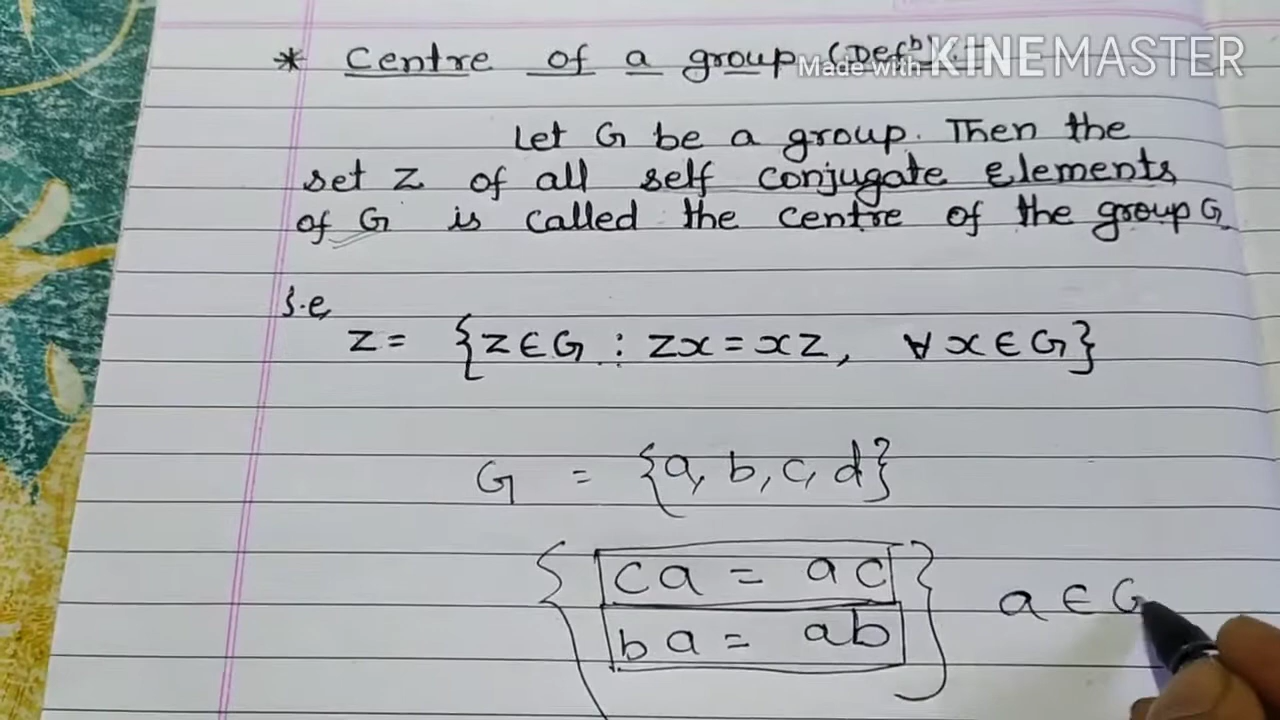 * Centre of a group (Defⁿ):-
Made with KINEMASTER
Let G be a group. Then the
set Z of all self conjugate elements
of G is called the centre of the group G.
i.e,
Z = {z ∈ G : zx = xz, ∀ x ∈ G}
G = {a, b, c, d}
{ ca = ac
ba = ab } a ∈ G